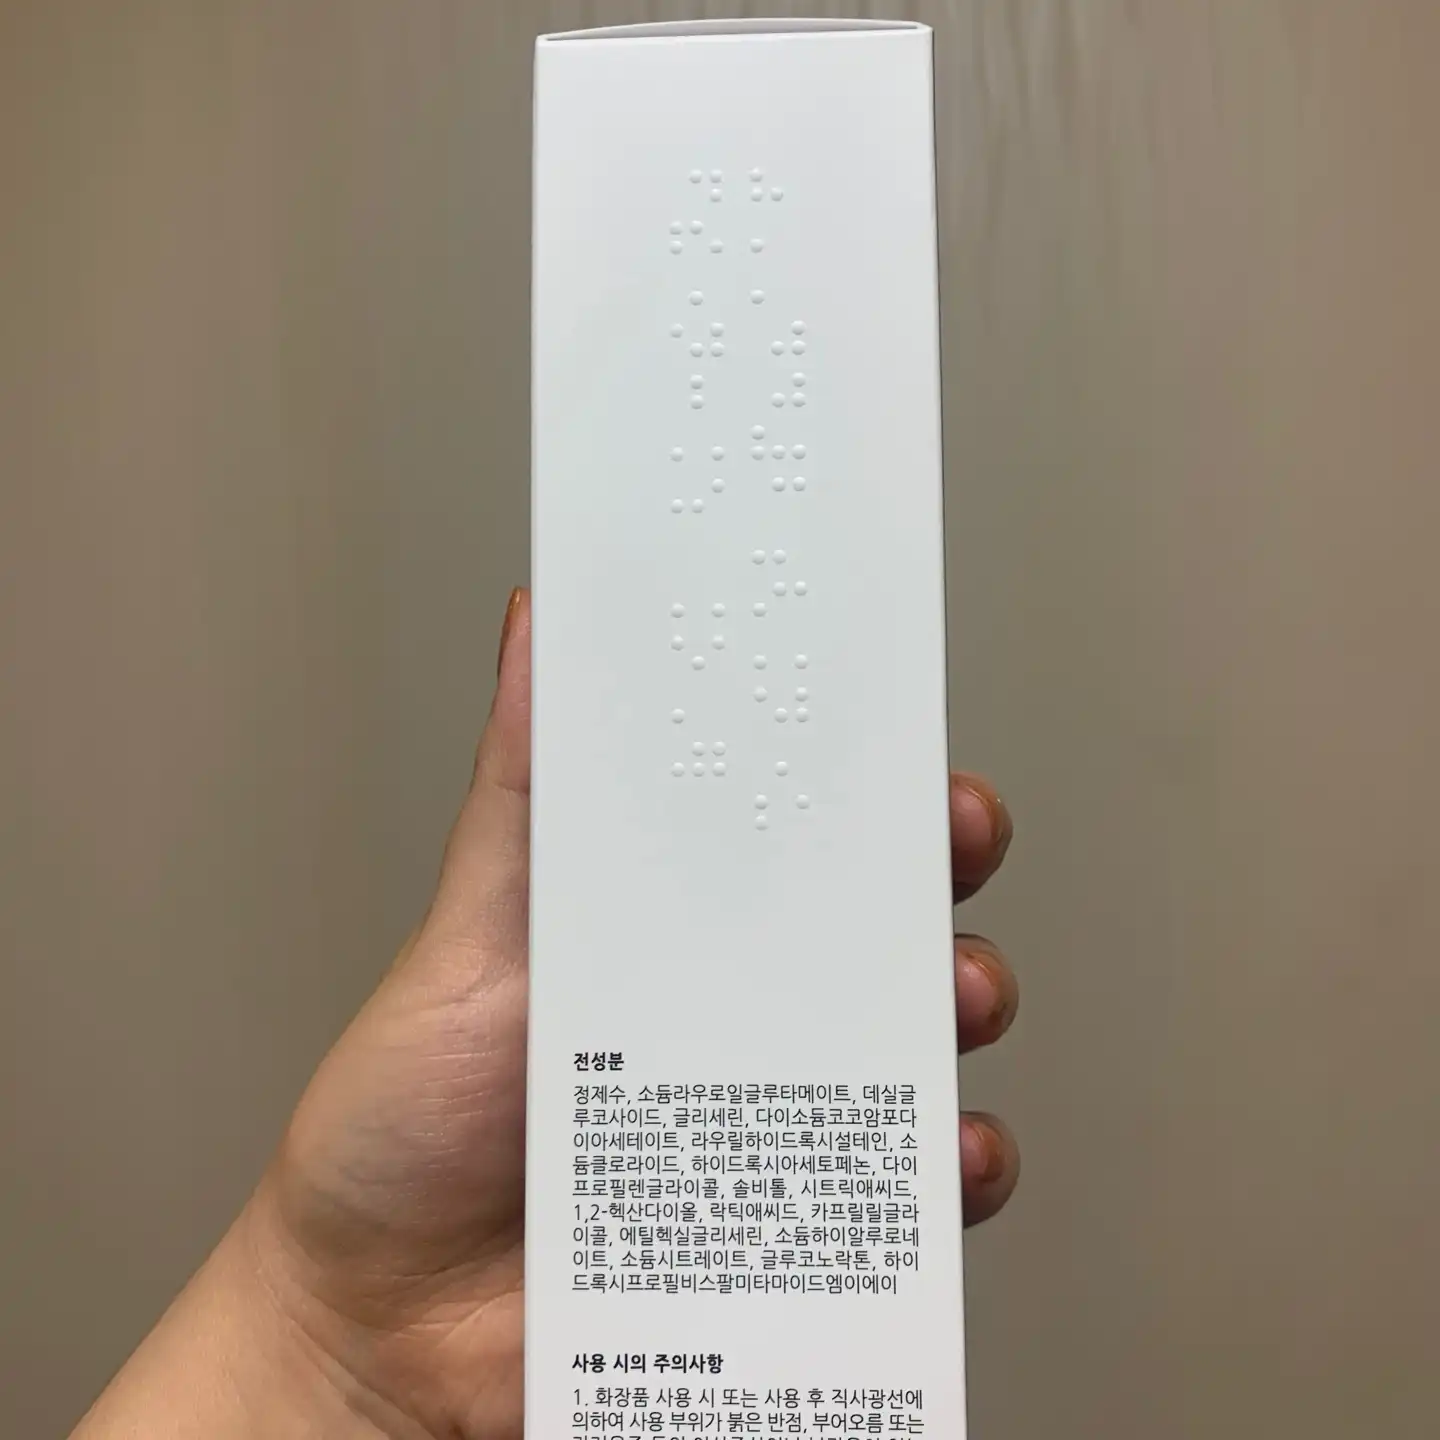 전성분
정제수, 소듐라우로일글루타메이트, 데실글
루코사이드, 글리세린, 다이소듐코코암포다
이아세테이트, 라우릴하이드록시설테인, 소
듐클로라이드, 하이드록시아세토페논, 다이
프로필렌글라이콜, 솔비톨, 시트릭애씨드,
1,2-헥산다이올, 락틱애씨드, 카프릴릴글라
이콜, 에틸헥실글리세린, 소듐하이알루로네
이트, 소듐시트레이트, 글루코노락톤, 하이
드록시프로필비스팔미타마이드엠이에이
사용 시의 주의사항
1. 화장품 사용 시 또는 사용 후 직사광선에
의하여 사용 부위가 붉은 반점, 부어오름 또는